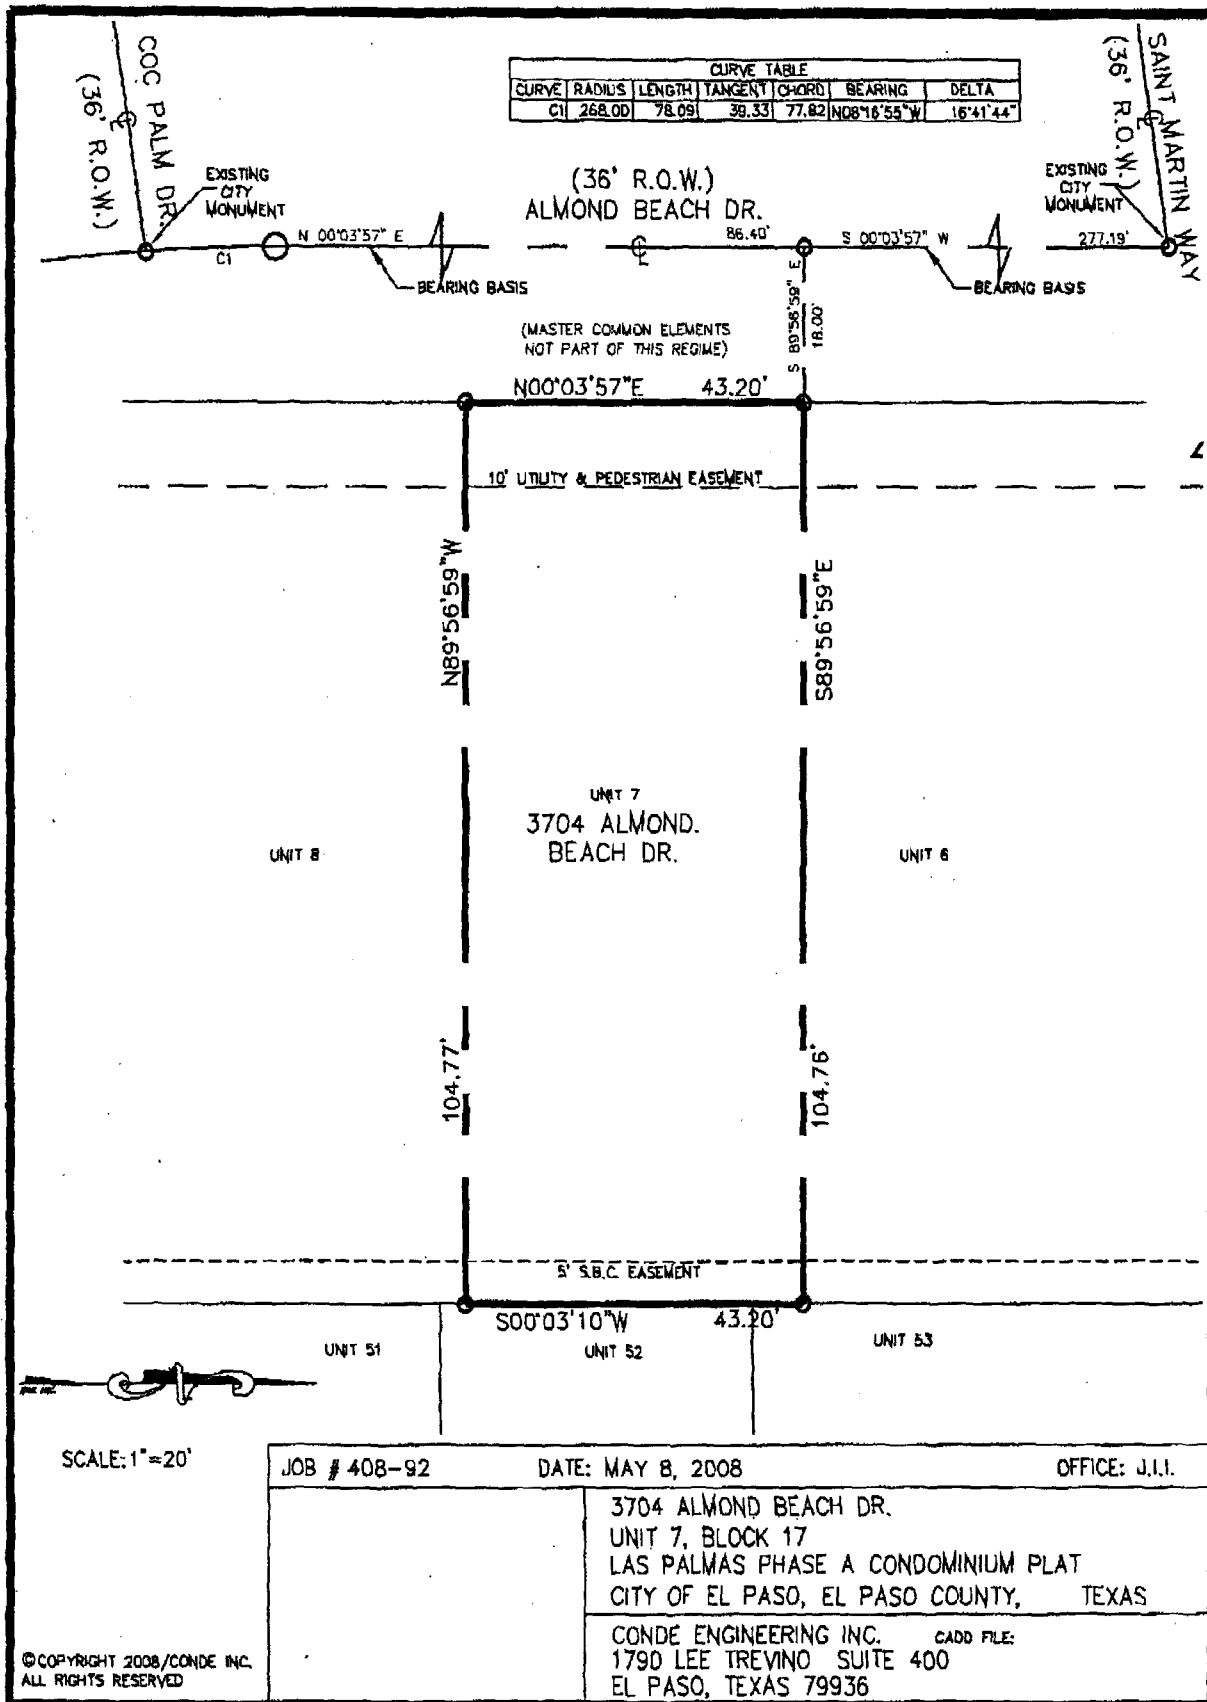 CURVE TABLE
CURVE RADIUS LENGTH TANGENT CHORD BEARING DELTA
C1 268.00 78.09 39.33 77.82 N08°16'55"W 16°41'44"
COC PALM DR.
(36' R.O.W.)
SAINT MARTIN WAY
(36' R.O.W.)
EXISTING
CITY
MONUMENT
(36' R.O.W.)
ALMOND BEACH DR.
EXISTING
CITY
MONUMENT
C1
N 00°03'57" E
86.40'
S 00°03'57" W
277.19'
BEARING BASIS
BEARING BASIS
S 89°56'59" E
18.00'
(MASTER COMMON ELEMENTS
NOT PART OF THIS REGIME)
N00°03'57"E 43.20'
10' UTILITY & PEDESTRIAN EASEMENT
N89°56'59"W
S89°56'59"E
UNIT 7
3704 ALMOND.
BEACH DR.
UNIT 8
UNIT 6
104.77'
104.76'
5' S.B.C. EASEMENT
S00°03'10"W 43.20'
UNIT 51
UNIT 52
UNIT 53
SCALE: 1"=20'
JOB # 408-92 DATE: MAY 8, 2008 OFFICE: J.I.I.
3704 ALMOND BEACH DR.
UNIT 7, BLOCK 17
LAS PALMAS PHASE A CONDOMINIUM PLAT
CITY OF EL PASO, EL PASO COUNTY, TEXAS
CONDE ENGINEERING INC. CADD FILE:
1790 LEE TREVINO SUITE 400
EL PASO, TEXAS 79936
©COPYRIGHT 2008/CONDE INC.
ALL RIGHTS RESERVED